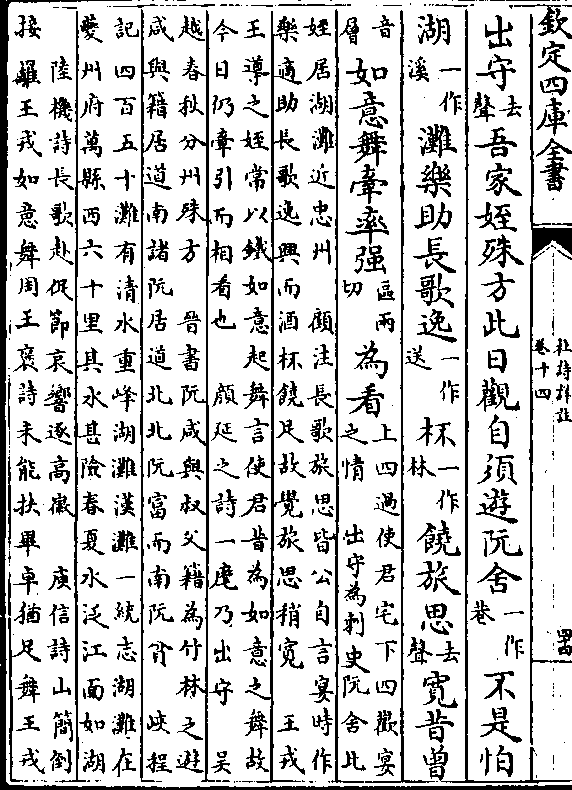 欽定四庫全書
杜詩詳註
卷十四
出守去聲吾家姪殊方此日觀自須遊阮舍一作巷不是怕
湖一作溪灘樂助長歌逸一作送杯一作林饒旅思去聲寬昔曾
音層如意舞牽率强區兩切為看上四過使君宅下四歡宴
之情　出守為刺史阮舍比
姪居湖灘近忠州　顧注長歌旅思皆公自言宴時作
樂適助長歌逸興而酒杯饒足故覺旅思稍寬　王戎
王導之姪常以鐵如意起舞言使君昔為如意之舞故
今日仍牽引而相看也　顔延之詩一麾乃出守　吳
越春秋分州殊方　晉書阮咸與叔父籍為竹林之遊
咸與籍居道南諸阮居道北北阮富而南阮貧　峽程
記四百五十灘有清水重峰湖灘漢灘一統志湖灘在
夔州府萬縣西六十里其水甚險春夏水泛江面如湖
陸機詩長歌赴促節哀響逐高徽　庾信詩山簡倒
接䍦王戎如意舞周王褒詩未能扶畢卓猶足舞王戎